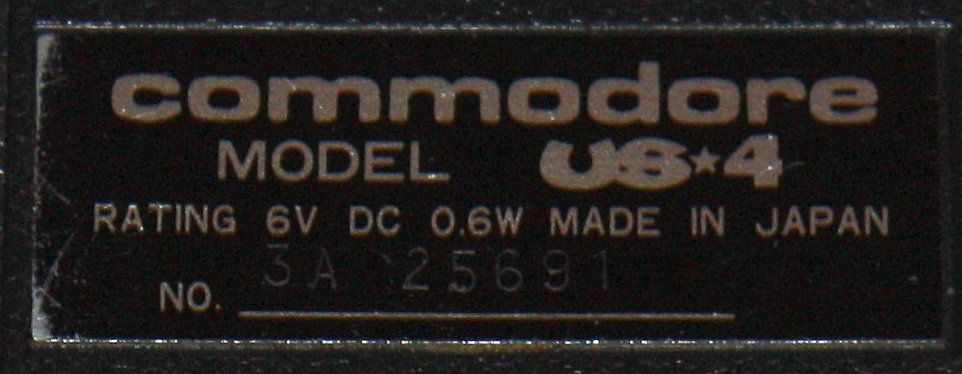 commodore
MODEL US★4
RATING 6V DC 0.6W MADE IN JAPAN
NO. 3A 25691